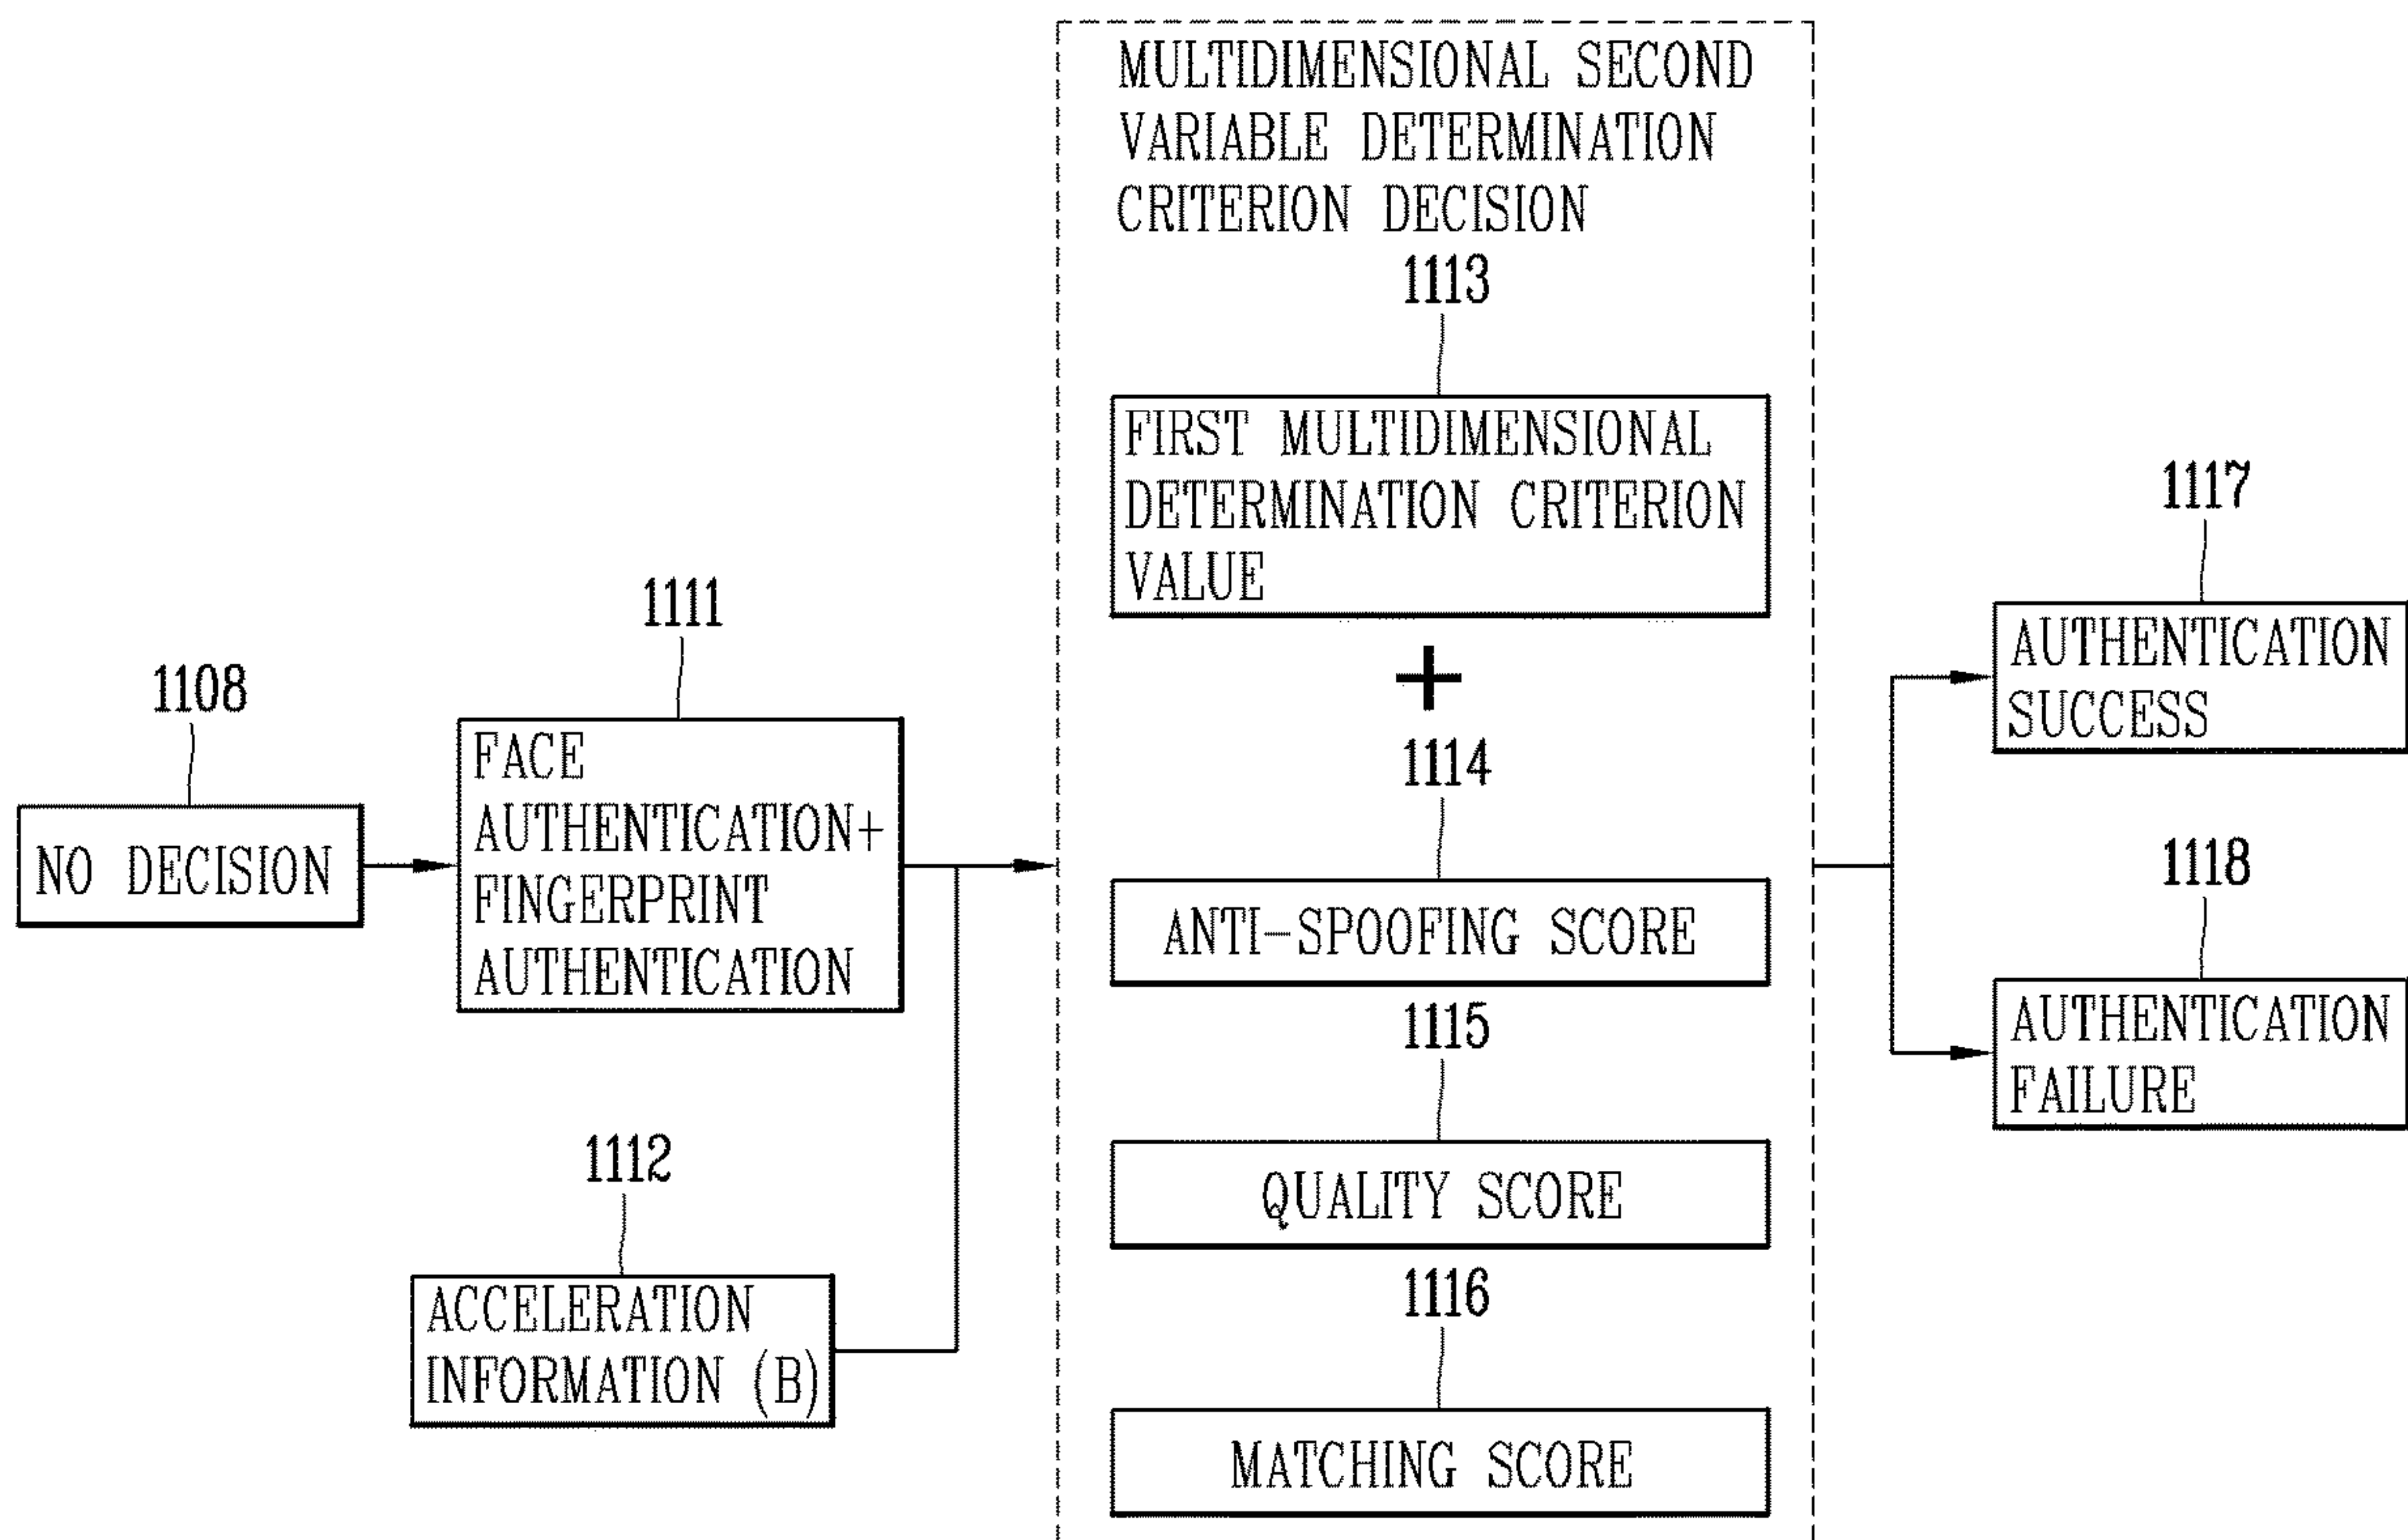 MULTIDIMENSIONAL SECOND
VARIABLE DETERMINATION
CRITERION DECISION
1113
FIRST MULTIDIMENSIONAL
DETERMINATION CRITERION
VALUE
+
1114
ANTI-SPOOFING SCORE
1115
QUALITY SCORE
1116
MATCHING SCORE
1108
NO DECISION
1111
FACE
AUTHENTICATION+
FINGERPRINT
AUTHENTICATION
1112
ACCELERATION
INFORMATION (B)
1117
AUTHENTICATION
SUCCESS
1118
AUTHENTICATION
FAILURE